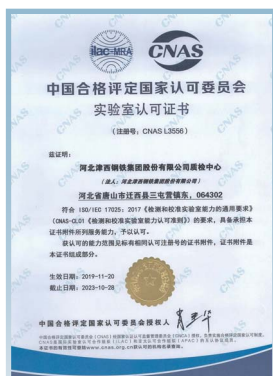 ilac-MRA
CNAS
中国合格评定国家认可委员会
实验室认可证书
(注册号：CNAS L3556)
兹证明：
河北津西钢铁集团股份有限公司质检中心
(法人：河北津西钢铁集团股份有限公司)
河北省唐山市迁西县三屯营镇东，064302
符合 ISO/IEC 17025：2017《检测和校准实验室能力的通用要求》
(CNAS-CL01《检测和校准实验室能力认可准则》)的要求，具备承担本
证书附件所列服务能力，予以认可。
获认可的能力范围见标有相同认可注册号的证书附件，证书附件是
本证书组成部分。
生效日期：2019-11-20
截止日期：2023-10-28
中国合格评定国家认可委员会授权人